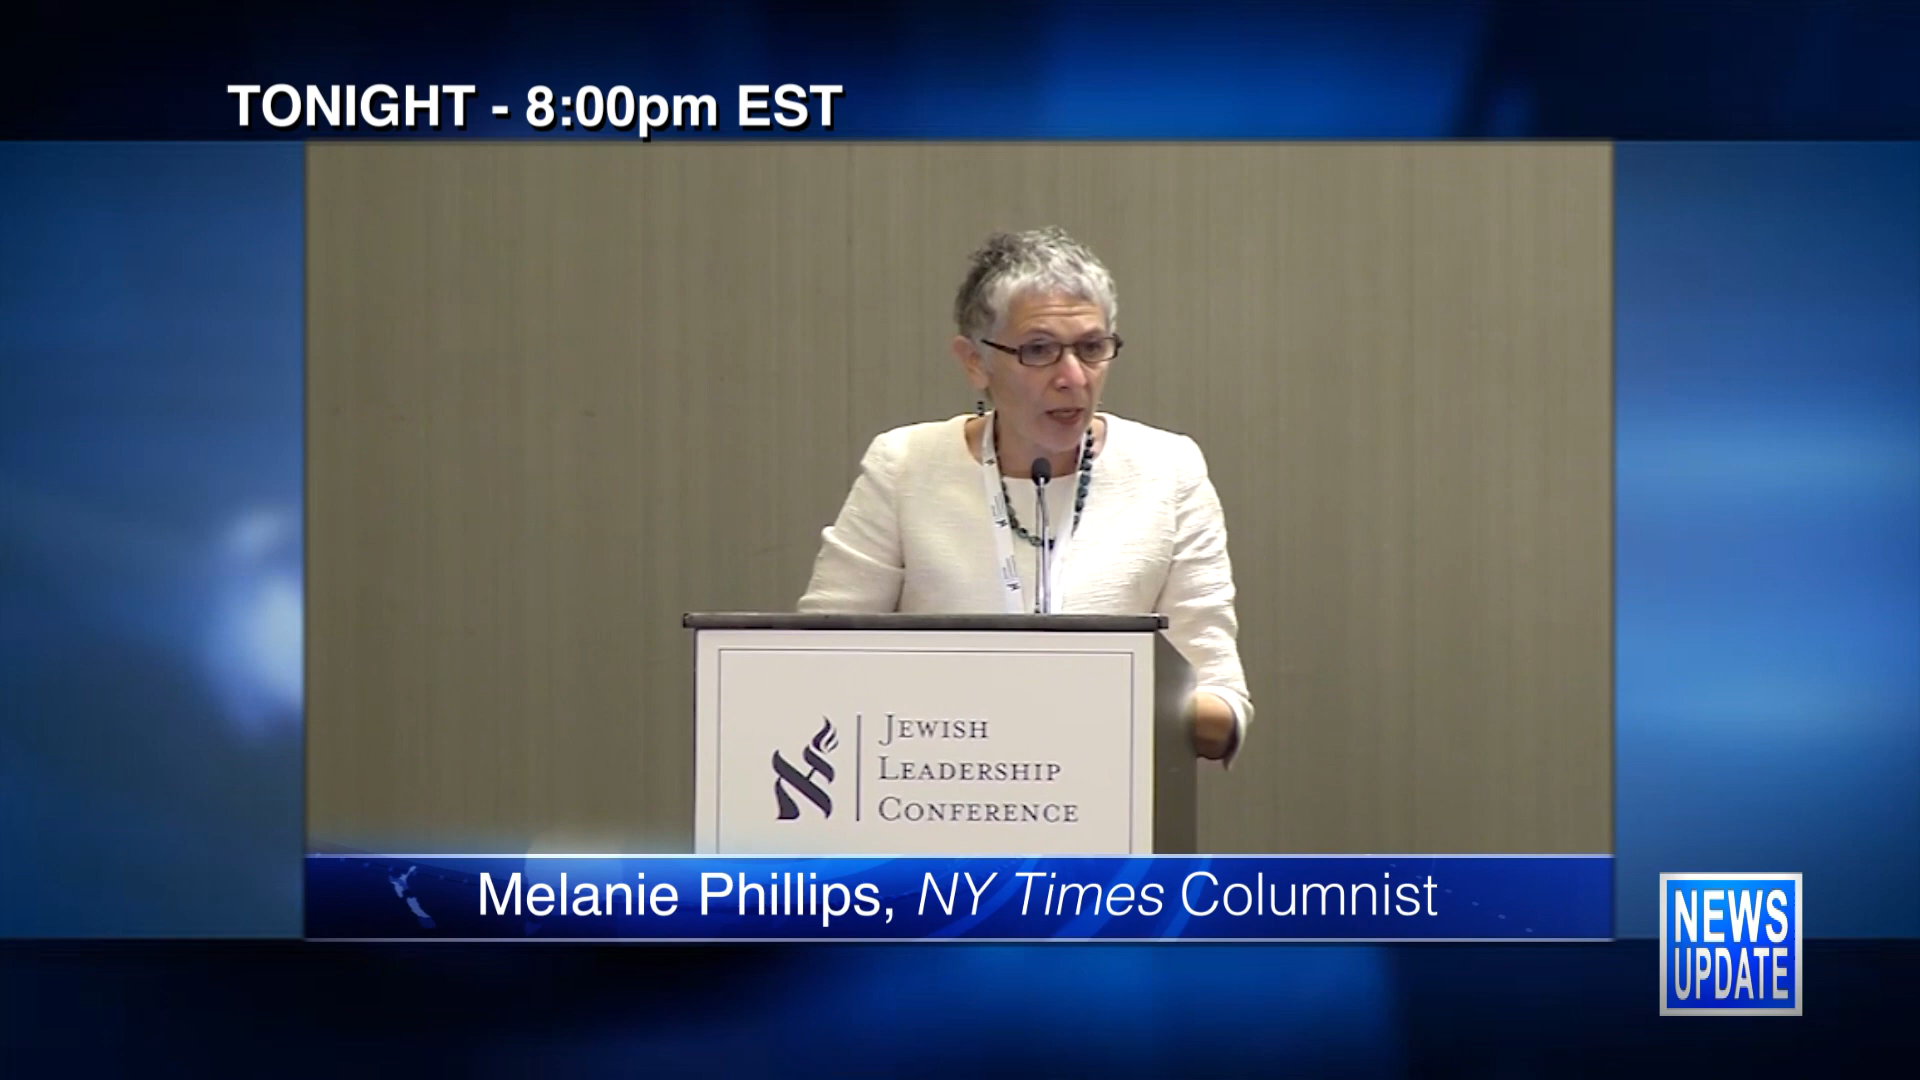 TONIGHT - 8:00pm EST
JEWISH
LEADERSHIP
CONFERENCE
Melanie Phillips, NY Times Columnist
NEWS
UPDATE